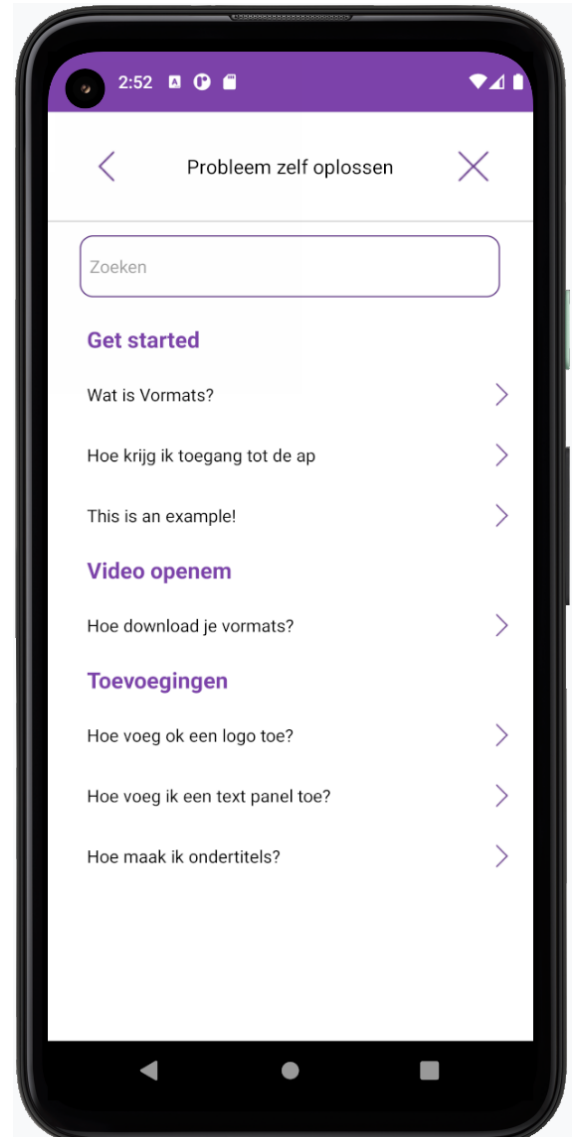 2:52
Probleem zelf oplossen
Zoeken
Get started
Wat is Vormats?
Hoe krijg ik toegang tot de ap
This is an example!
Video openem
Hoe download je vormats?
Toevoegingen
Hoe voeg ok een logo toe?
Hoe voeg ik een text panel toe?
Hoe maak ik ondertitels?